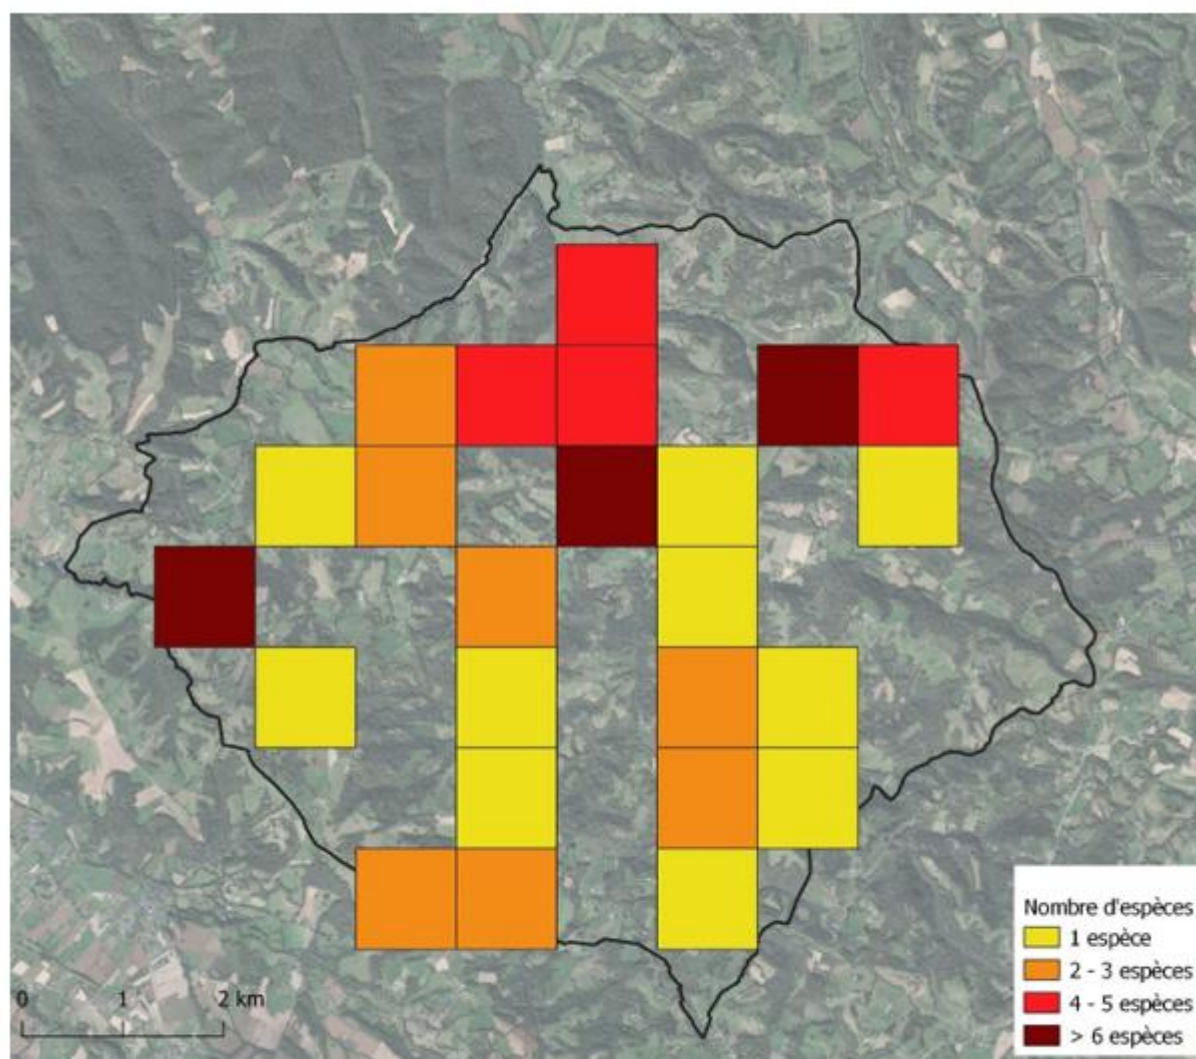 0 1 2 km
Nombre d'espèces
1 espèce
2 - 3 espèces
4 - 5 espèces
> 6 espèces